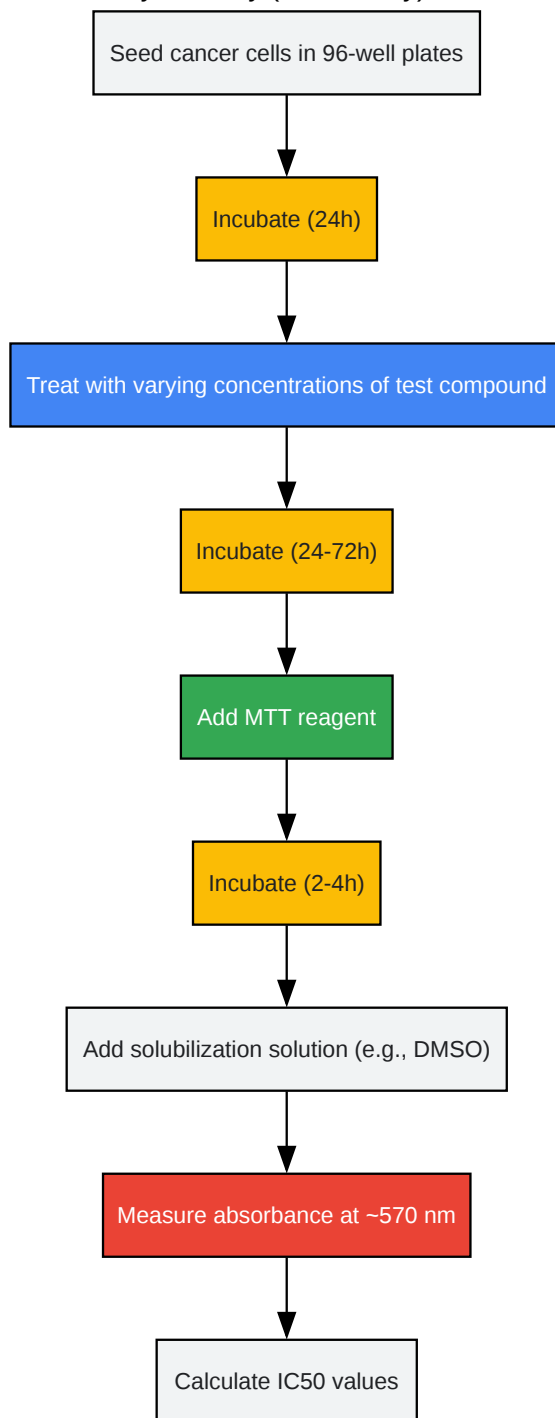 Seed cancer cells in 96-well plates
Incubate (24h)
Treat with varying concentrations of test compound
Incubate (24-72h)
Add MTT reagent
Incubate (2-4h)
Add solubilization solution (e.g., DMSO)
Measure absorbance at ~570 nm
Calculate IC50 values